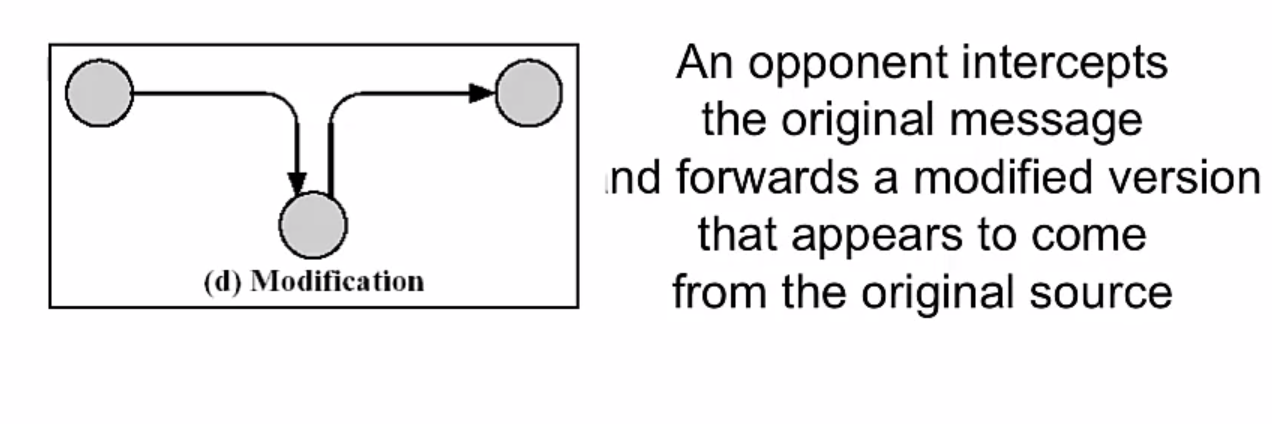 An opponent intercepts
the original message
nd forwards a modified version
that appears to come
from the original source
(d) Modification